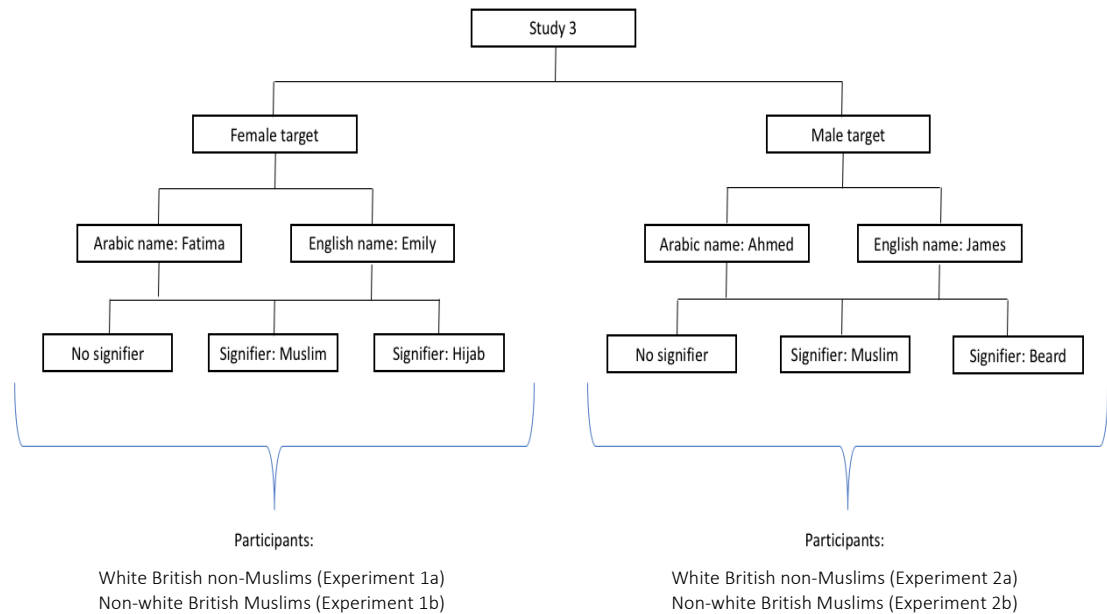 Study 3
Female target
Male target
Arabic name: Fatima
English name: Emily
Arabic name: Ahmed
English name: James
No signifier
Signifier: Muslim
Signifier: Hijab
No signifier
Signifier: Muslim
Signifier: Beard
Participants:
White British non-Muslims (Experiment 1a)
Non-white British Muslims (Experiment 1b)
Participants:
White British non-Muslims (Experiment 2a)
Non-white British Muslims (Experiment 2b)